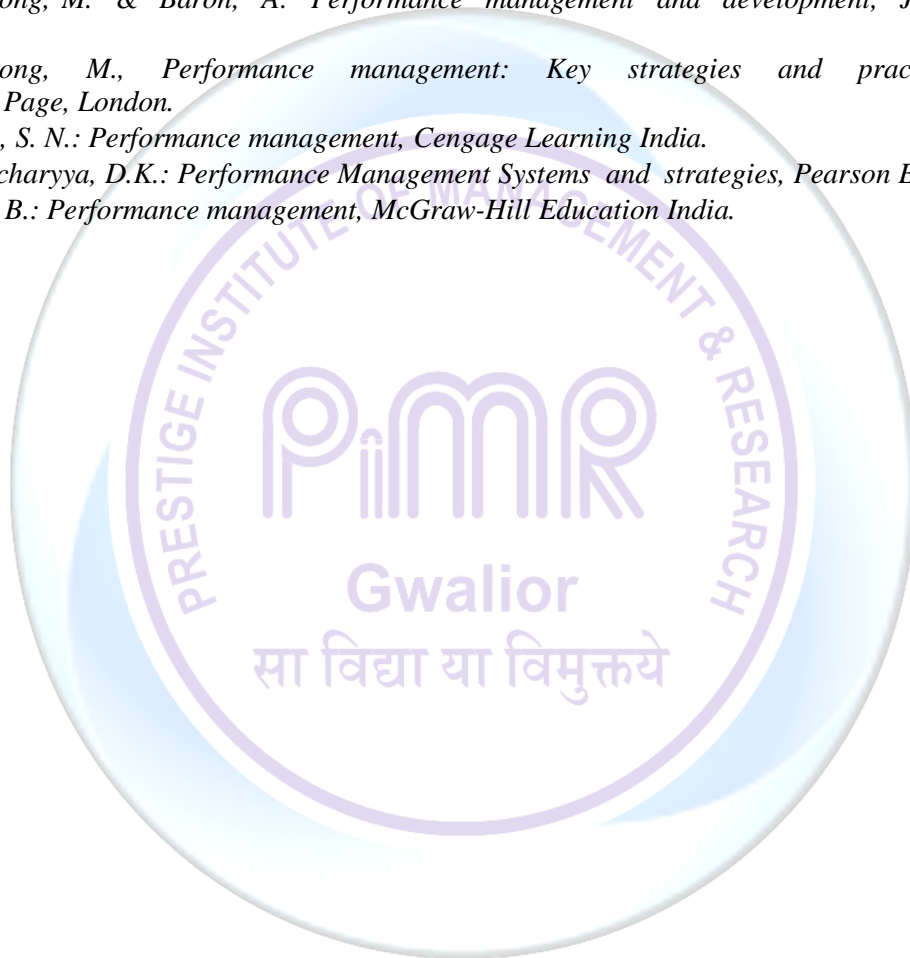 ong, M. & Baron, A. Performance management and development, J
ong, M., Performance management: Key strategies and prac
Page, London.
, S. N.: Performance management, Cengage Learning India.
charyya, D.K.: Performance Management Systems and strategies, Pearson E
B.: Performance management, McGraw-Hill Education India.
PRESTIGE INSTITUTE OF MANAGEMENT & RESEARCH
PiMR
Gwalior
सा विद्या या विमुक्तये